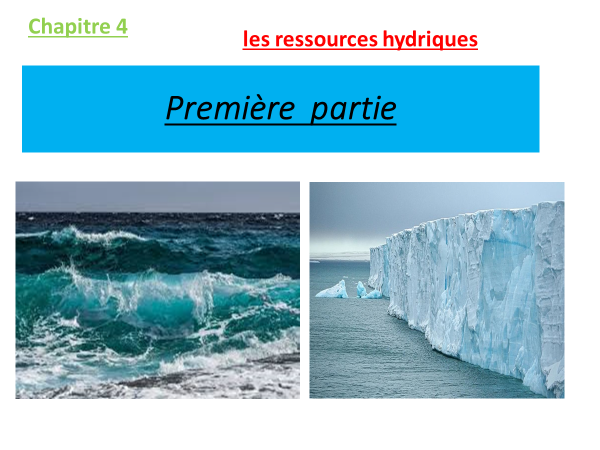 Chapitre 4
les ressources hydriques
Première partie